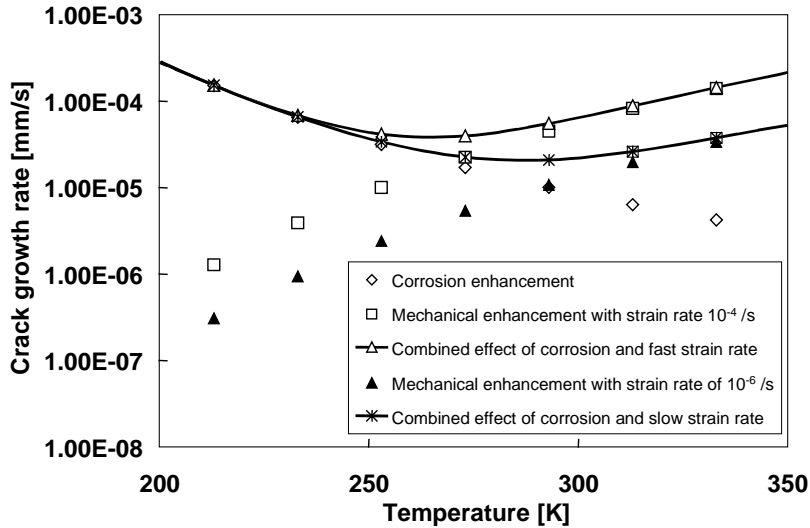 1.00E-03
1.00E-04
1.00E-05
1.00E-06
1.00E-07
1.00E-08
Crack growth rate [mm/s]
Corrosion enhancement
Mechanical enhancement with strain rate 10⁻⁴ /s
Combined effect of corrosion and fast strain rate
Mechanical enhancement with strain rate of 10⁻⁶ /s
Combined effect of corrosion and slow strain rate
200 250 300 350
Temperature [K]